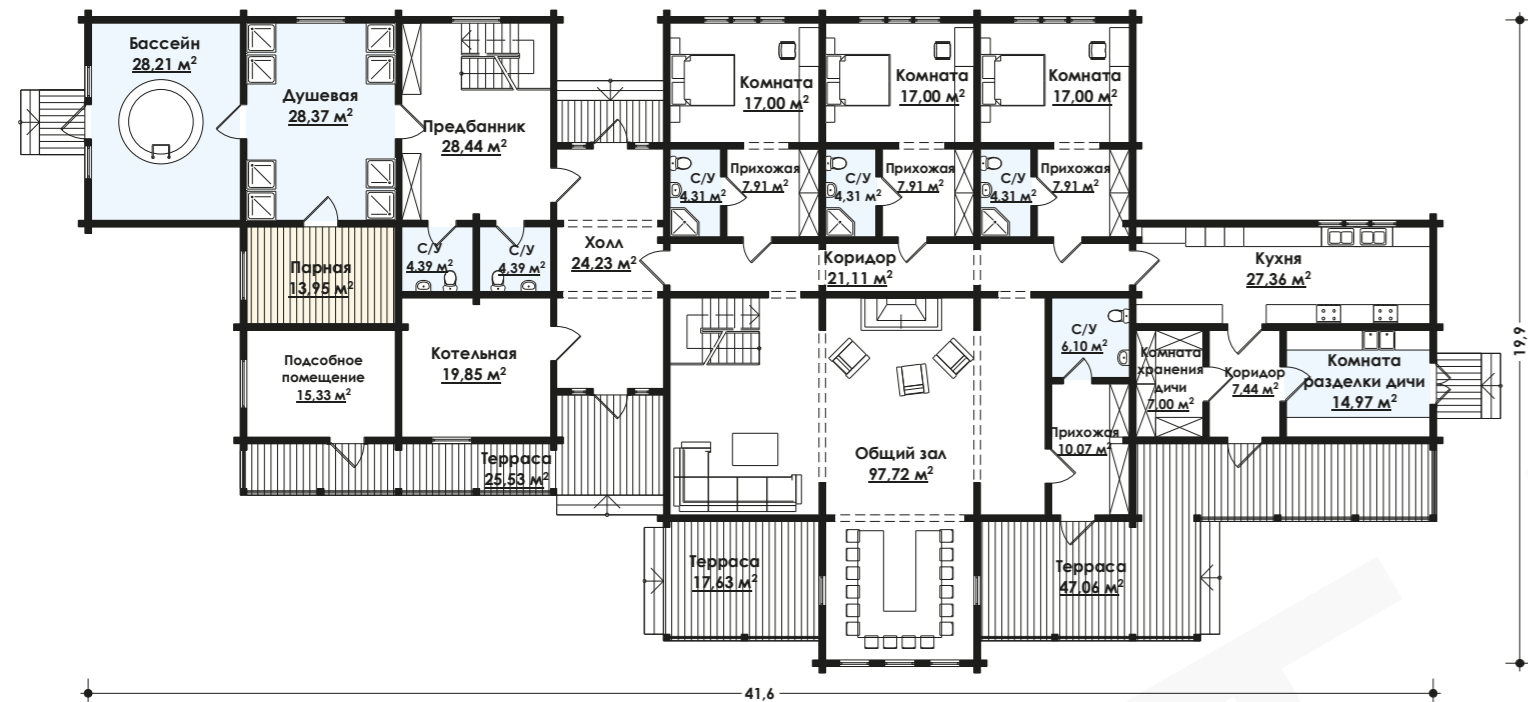 Бассейн
28,21 м²
Душевая
28,37 м²
Предбанник
28,44 м²
Комната
17,00 м²
Комната
17,00 м²
Комната
17,00 м²
С/У
4.31 м²
Прихожая
7.91 м²
С/У
4,31 м²
Прихожая
7.91 м²
С/У
4.31 м²
Прихожая
7.91 м²
Парная
13,95 м²
С/У
4.39 м²
С/У
4.39 м²
Холл
24,23 м²
Коридор
21,11 м²
Кухня
27,36 м²
Подсобное
помещение
15,33 м²
Котельная
19,85 м²
С/У
6,10 м²
Комната
хранения
дичи
7.00 м²
Коридор
7,44 м²
Комната
разделки дичи
14,97 м²
Терраса
25,53 м²
Общий зал
97,72 м²
Прихожая
10.07 м²
Терраса
17,63 м²
Терраса
47,06 м²
19,9
41,6